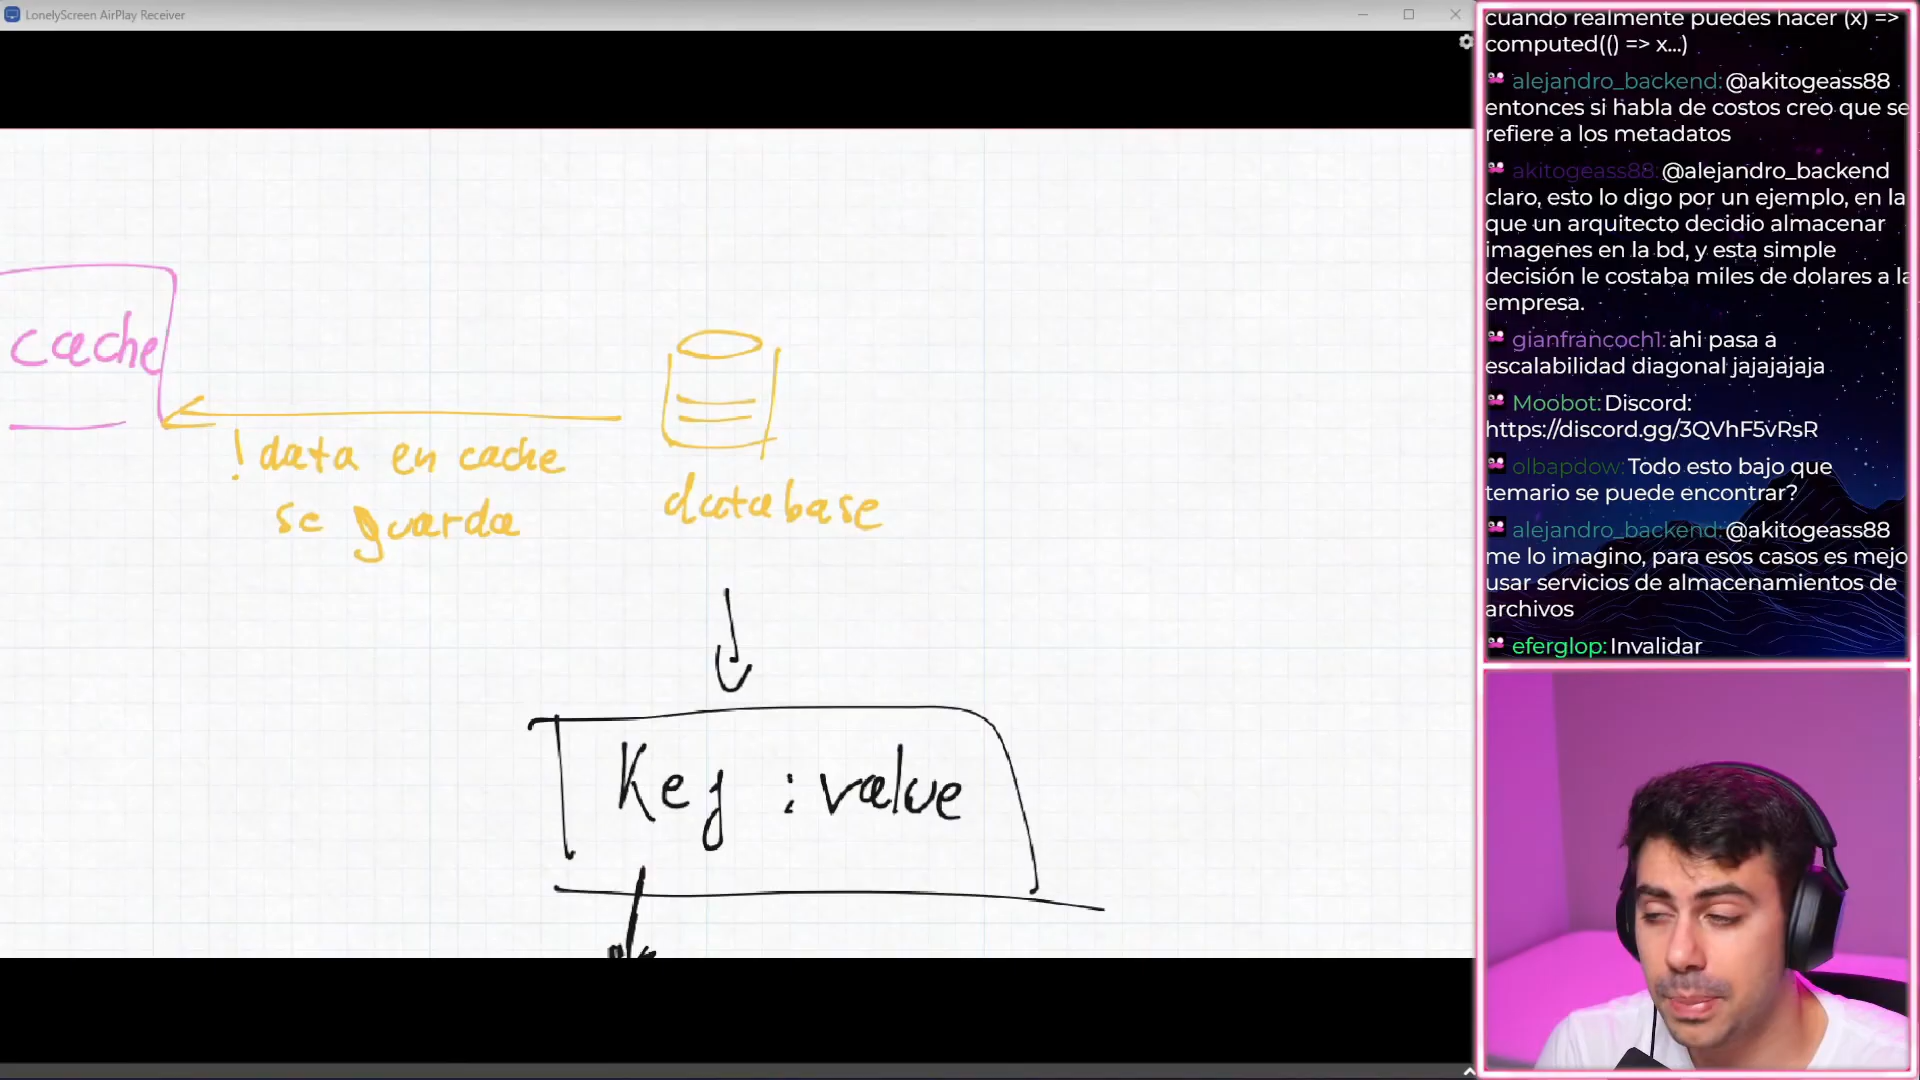 LonelyScreen AirPlay Receiver
cache
! data en cache
se guarda
database
Key : value
cuando realmente puedes hacer (x) =>
computed(() => x...)
alejandro_backend: @akitogeass88
entonces si habla de costos creo que se
refiere a los metadatos
akitogeass88: @alejandro_backend
claro, esto lo digo por un ejemplo, en la
que un arquitecto decidio almacenar
imagenes en la bd, y esta simple
decisión le costaba miles de dolares a la
empresa.
gianfrancoch1: ahi pasa a
escalabilidad diagonal jajajajaja
Moobot: Discord:
https://discord.gg/3QVhF5vRsR
olbapdow: Todo esto bajo que
temario se puede encontrar?
alejandro_backend: @akitogeass88
me lo imagino, para esos casos es mejo
usar servicios de almacenamientos de
archivos
eferglop: Invalidar